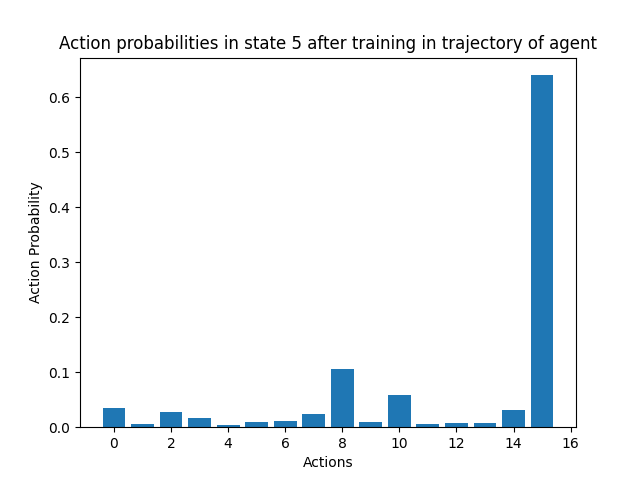 Action probabilities in state 5 after training in trajectory of agent
0.6
0.5
0.4
0.3
0.2
0.1
0.0
Action Probability
0 2 4 6 8 10 12 14 16
Actions